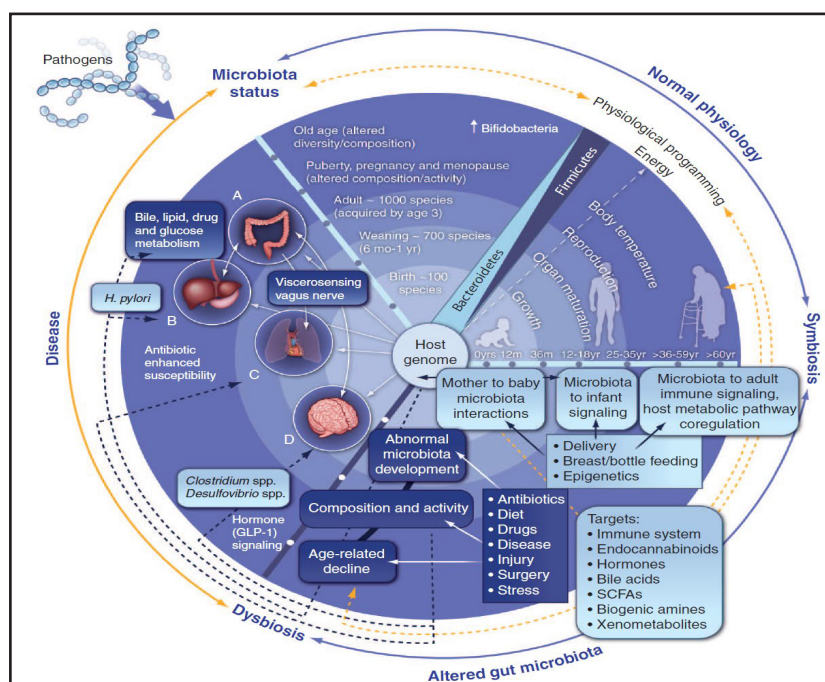 Pathogens
Microbiota
status
Normal physiology
Physiological programming
Energy
Body temperature
Reproduction
Organ maturation
Growth
Old age (altered
diversity/composition)
↑ Bifidobacteria
Puberty, pregnancy and menopause
(altered composition/activity)
Adult ~ 1000 species
(acquired by age 3)
Weaning ~ 700 species
(6 mo-1 yr)
Birth ~100
species
Bacteroidetes
Firmicutes
A
Bile, lipid, drug
and glucose
metabolism
Viscerosensing
vagus nerve
H. pylori
B
Disease
Antibiotic
enhanced
susceptibility
C
D
Host
genome
0yrs 12m 36m 12-18yr 25-35yr >36-59yr >60yr
Symbiosis
Mother to baby
microbiota
interactions
Microbiota
to infant
signaling
Microbiota to adult
immune signaling,
host metabolic pathway
coregulation
• Delivery
• Breast/bottle feeding
• Epigenetics
Abnormal
microbiota
development
Clostridium spp.
Desulfovibrio spp.
Composition and activity
Hormone
(GLP-1)
signaling
Age-related
decline
• Antibiotics
• Diet
• Drugs
• Disease
• Injury
• Surgery
• Stress
Targets:
• Immune system
• Endocannabinoids
• Hormones
• Bile acids
• SCFAs
• Biogenic amines
• Xenometabolites
Dysbiosis
Altered gut microbiota